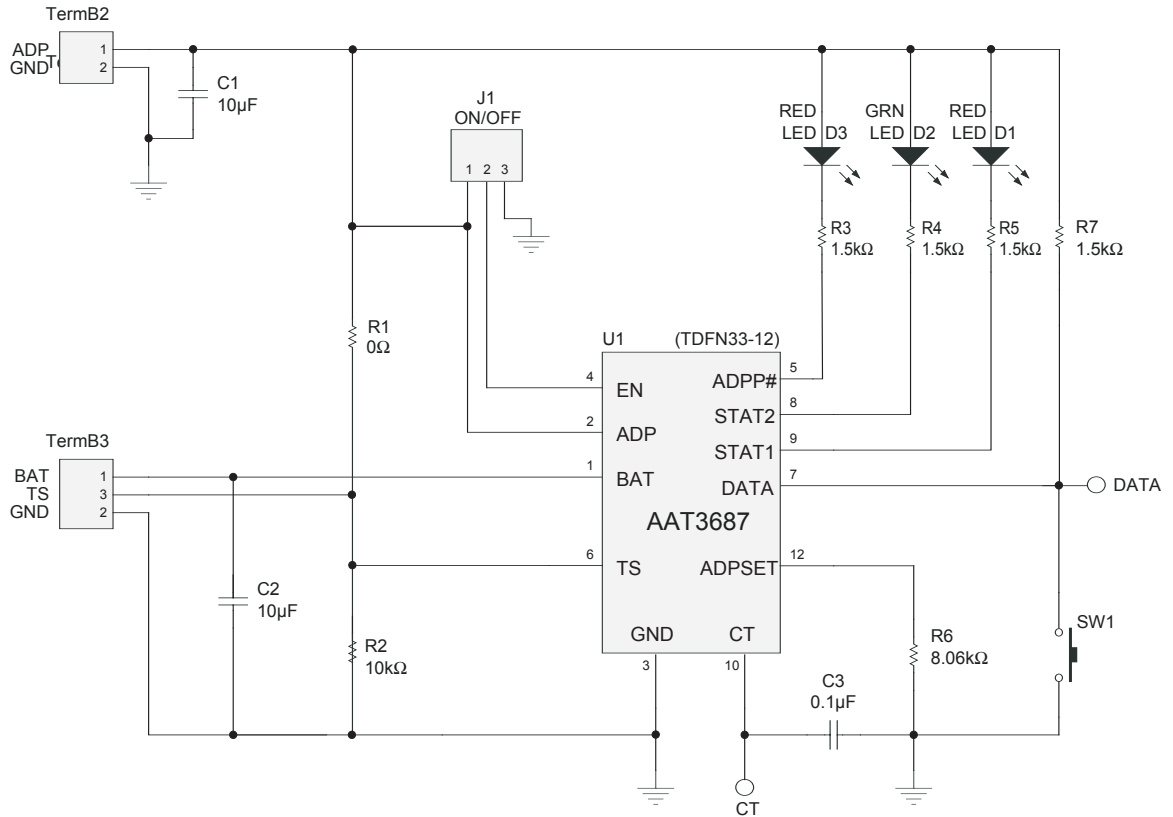 TermB2
ADP 1
GND 2
C1
10µF
J1
ON/OFF
1 2 3
RED
LED D3
GRN
LED D2
RED
LED D1
R3
1.5kΩ
R4
1.5kΩ
R5
1.5kΩ
R7
1.5kΩ
R1
0Ω
U1 (TDFN33-12)
4 EN
2 ADP
1 BAT
6 TS
ADPP# 5
STAT2 8
STAT1 9
DATA 7
DATA
AAT3687
ADPSET 12
GND
3
CT
10
TermB3
BAT 1
TS 3
GND 2
C2
10µF
R2
10kΩ
C3
0.1µF
R6
8.06kΩ
SW1
CT